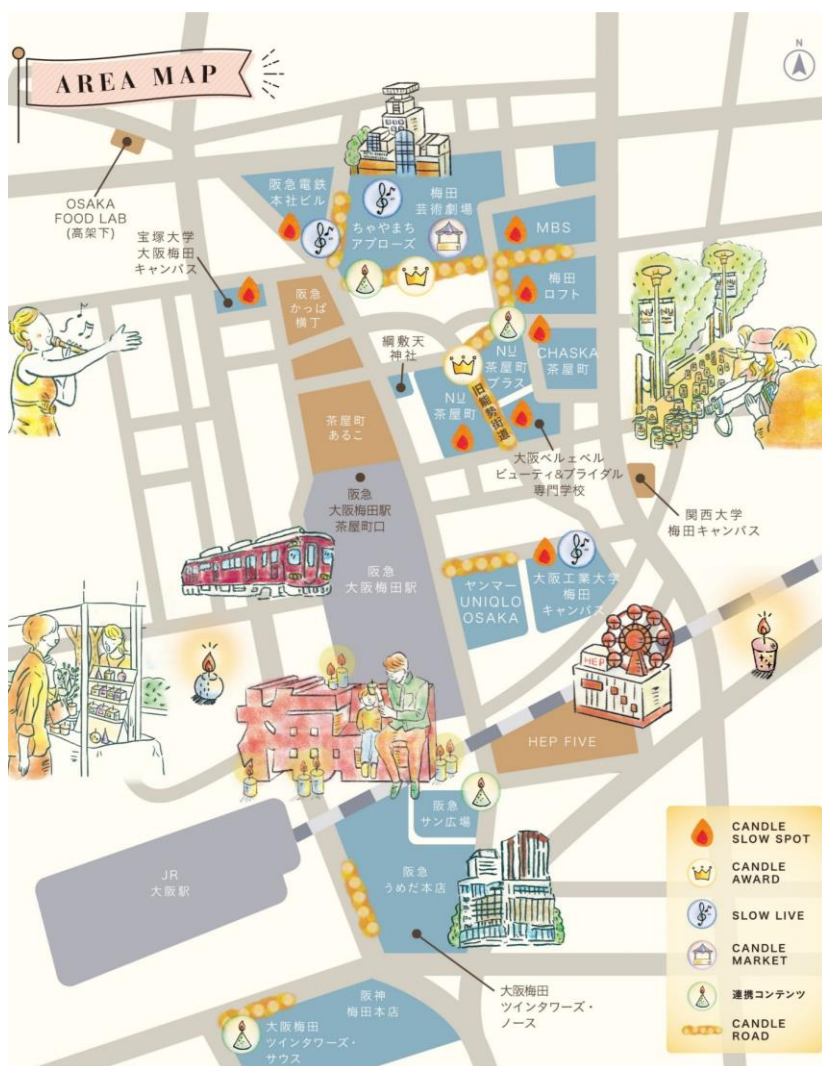 AREA MAP
N
OSAKA
FOOD LAB
(高架下)
阪急電鉄
本社ビル
ちゃやまち
アプローズ
梅田
芸術劇場
MBS
宝塚大学
大阪梅田
キャンパス
阪急
かっぱ
横丁
梅田
ロフト
綱敷天
神社
NU
茶屋町
プラス
CHASKA
茶屋町
NU
茶屋町
旧能勢街道
茶屋町
あるこ
大阪ベルェベル
ビューティ&ブライダル
専門学校
阪急
大阪梅田駅
茶屋町口
関西大学
梅田キャンパス
阪急
大阪梅田駅
ヤンマー
UNIQLO
OSAKA
大阪工業大学
梅田
キャンパス
HEP
HEP FIVE
梅
阪急
サン広場
JR
大阪駅
阪急
うめだ本店
大阪梅田
ツインタワーズ・
ノース
阪神
梅田本店
大阪梅田
ツインタワーズ・
サウス
CANDLE
SLOW SPOT
CANDLE
AWARD
SLOW LIVE
CANDLE
MARKET
連携コンテンツ
CANDLE
ROAD